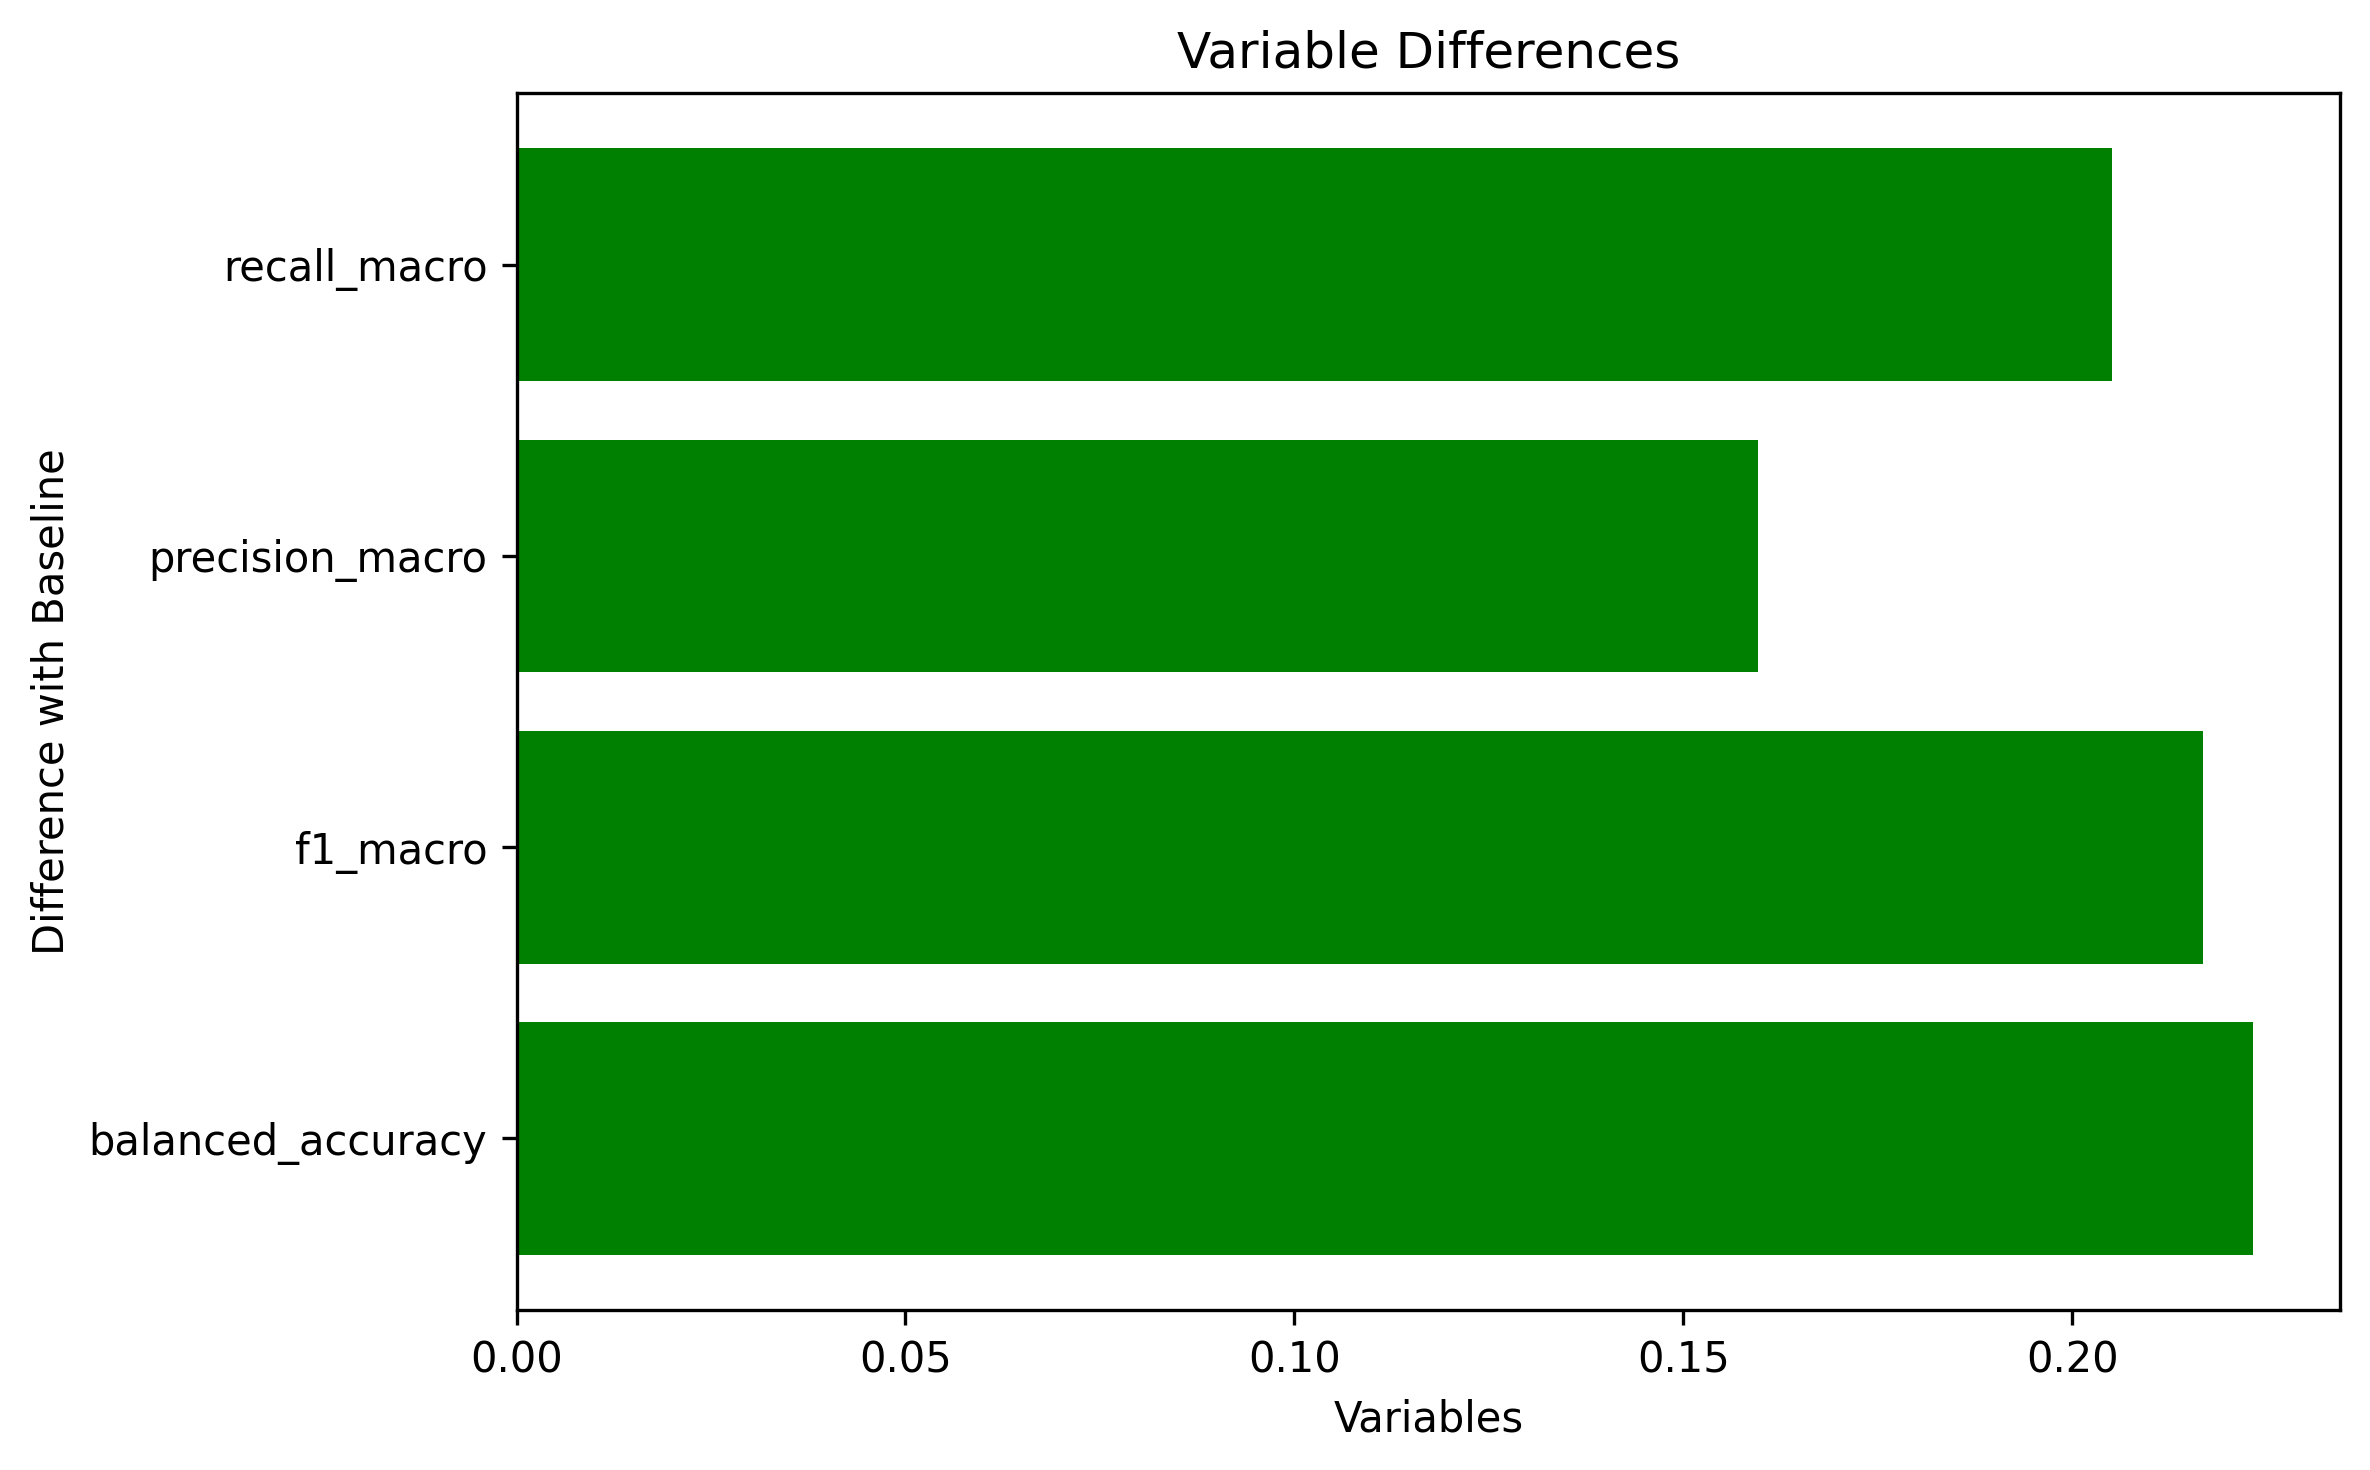 Variable Differences
Difference with Baseline
recall_macro
precision_macro
f1_macro
balanced_accuracy
0.00 0.05 0.10 0.15 0.20
Variables